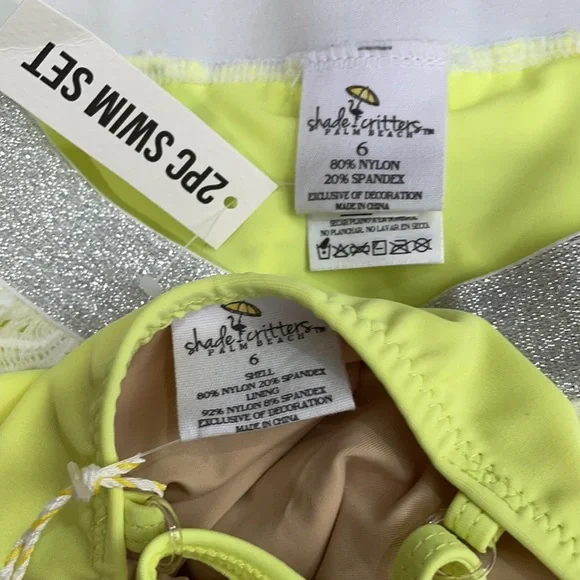 2PC SWIM SET
shade critters™
PALM BEACH
6
80% NYLON
20% SPANDEX
EXCLUSIVE OF DECORATION
MADE IN CHINA
NO PLANCHAR. NO LAVAR EN SECO.
shade critters™
PALM BEACH
6
SHELL
80% NYLON 20% SPANDEX
LINING
92% NYLON 8% SPANDEX
EXCLUSIVE OF DECORATION
MADE IN CHINA